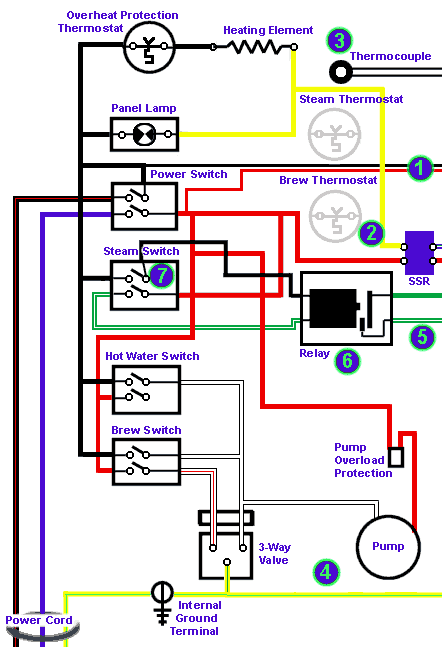 Overheat Protection
Thermostat
Heating Element
3
Thermocouple
Panel Lamp
Steam Thermostat
Power Switch
1
Brew Thermostat
2
Steam Switch
7
SSR
5
Relay
6
Hot Water Switch
Brew Switch
Pump
Overload
Protection
3-Way
Valve
Pump
4
Internal
Ground
Terminal
Power Cord